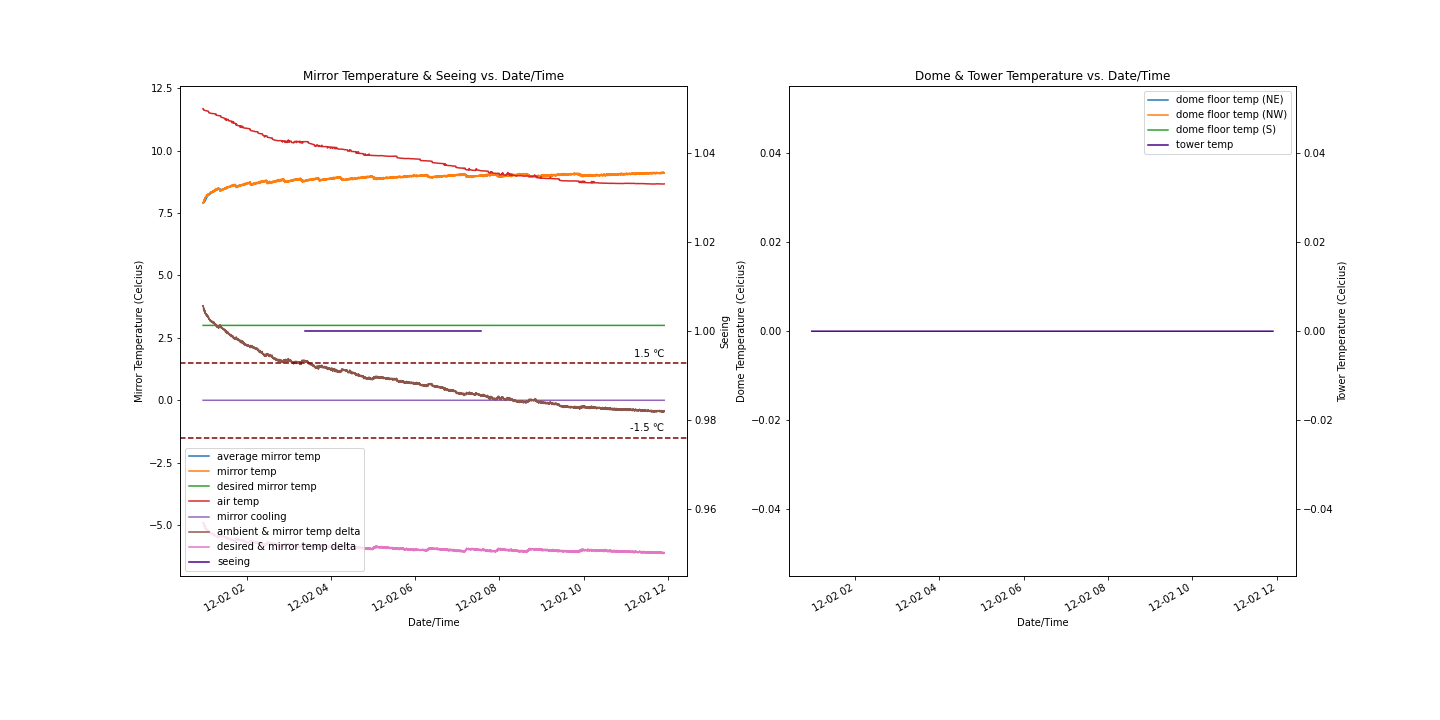 Mirror Temperature & Seeing vs. Date/Time
12.5
10.0
7.5
5.0
2.5
0.0
−2.5
−5.0
Mirror Temperature (Celcius)
1.5 °C
-1.5 °C
average mirror temp
mirror temp
desired mirror temp
air temp
mirror cooling
ambient & mirror temp delta
desired & mirror temp delta
seeing
1.04
1.02
1.00
0.98
0.96
Seeing
12-02 02
12-02 04
12-02 06
12-02 08
12-02 10
12-02 12
Date/Time
Dome & Tower Temperature vs. Date/Time
0.04
0.02
0.00
−0.02
−0.04
Dome Temperature (Celcius)
dome floor temp (NE)
dome floor temp (NW)
dome floor temp (S)
tower temp
0.04
0.02
0.00
−0.02
−0.04
Tower Temperature (Celcius)
12-02 02
12-02 04
12-02 06
12-02 08
12-02 10
12-02 12
Date/Time